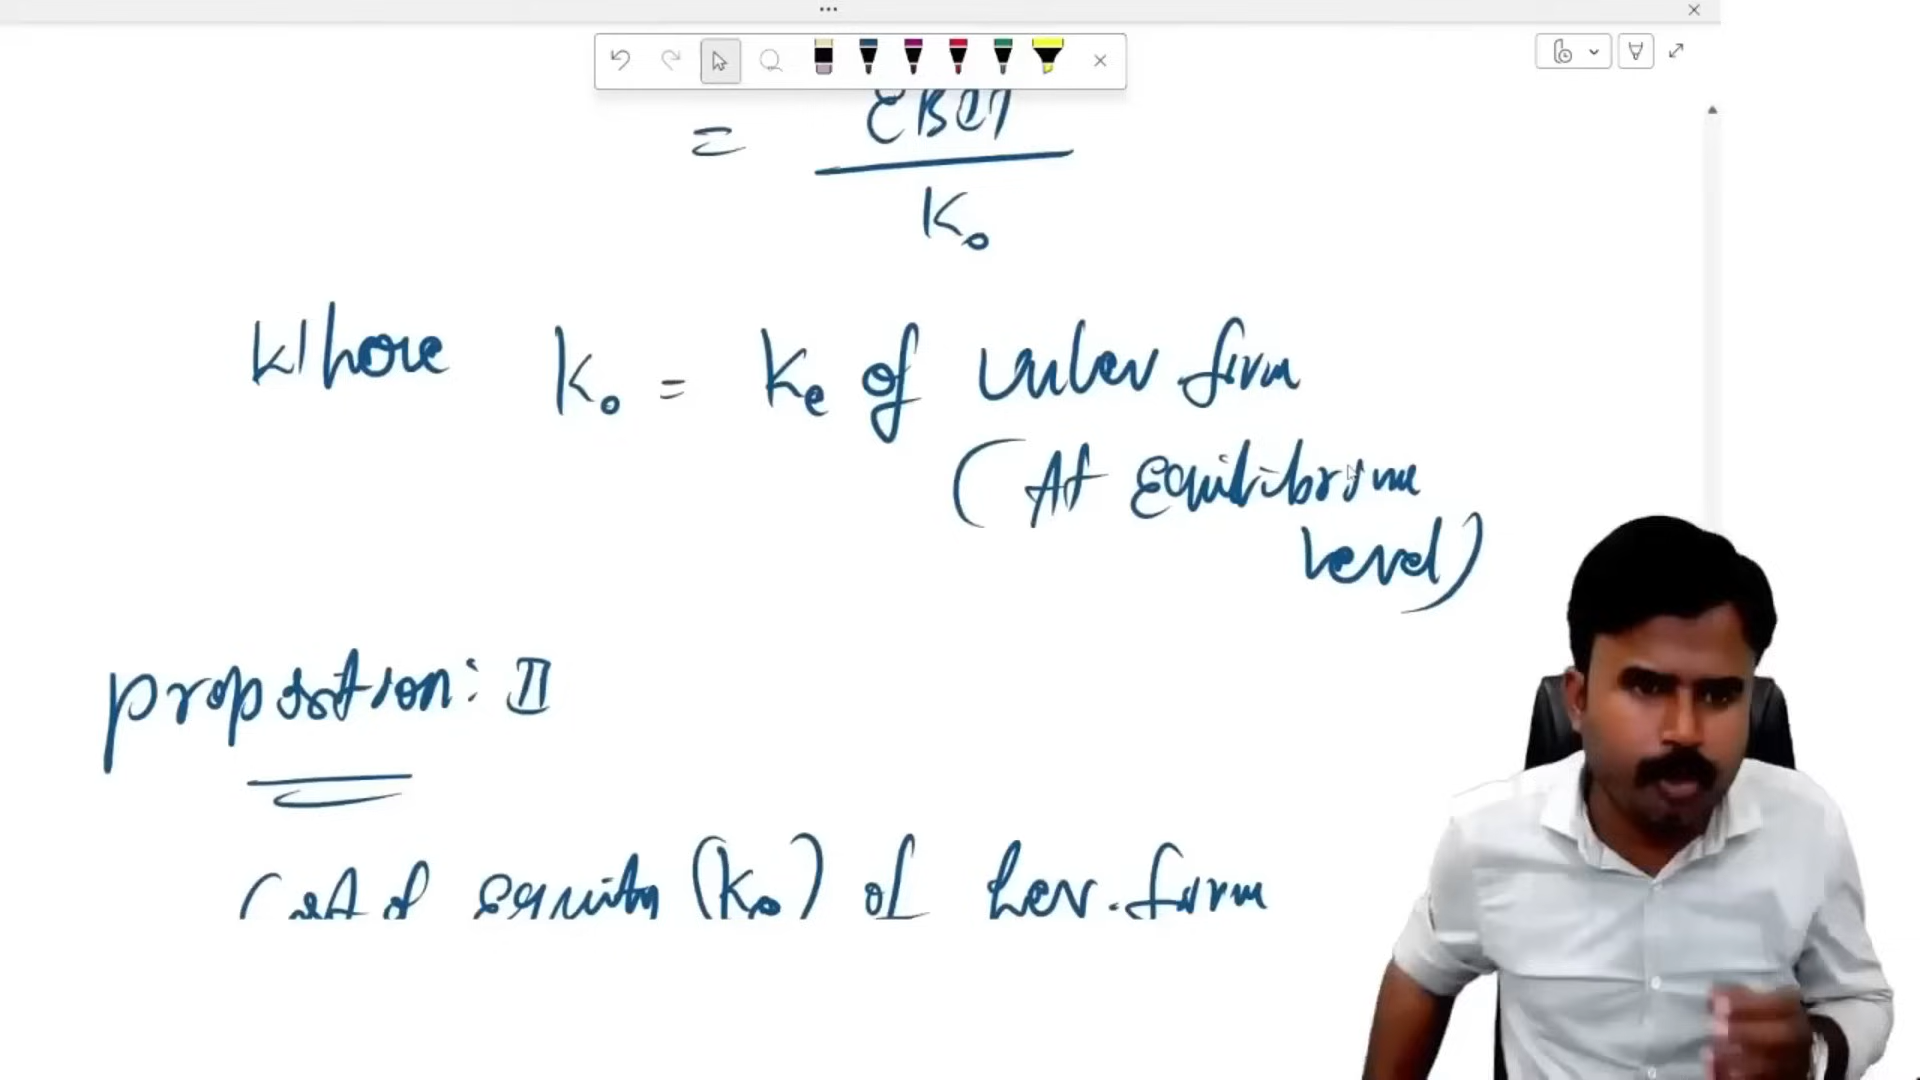 = EBIT
K₀
Where K₀ = Ke of unlev firm
(At Equilibrium
level)
proposition: II
Cost of equity (Ke) of Lev. firm